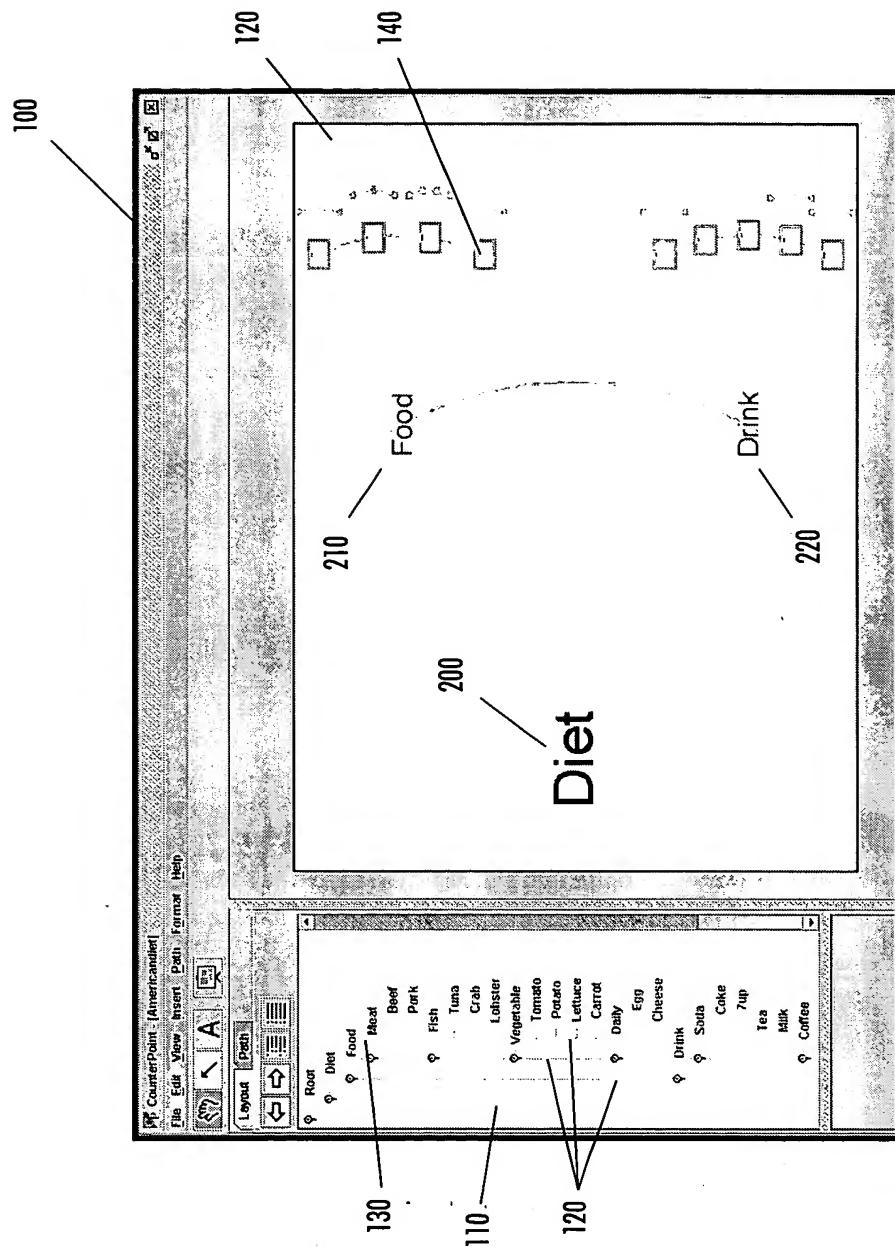 100
CounterPoint - [Americandiet]
File Edit View Insert Path Format Help
A
Layout Path
Root
Diet
Food
Meat
Beef
Pork
Fish
Tuna
Crab
Lobster
Vegetable
Tomato
Potato
Lettuce
Carrot
Daily
Egg
Cheese
Drink
Soda
Coke
7up
Tea
Milk
Coffee
130
110
120
Diet
200
Food
210
Drink
220
120
140